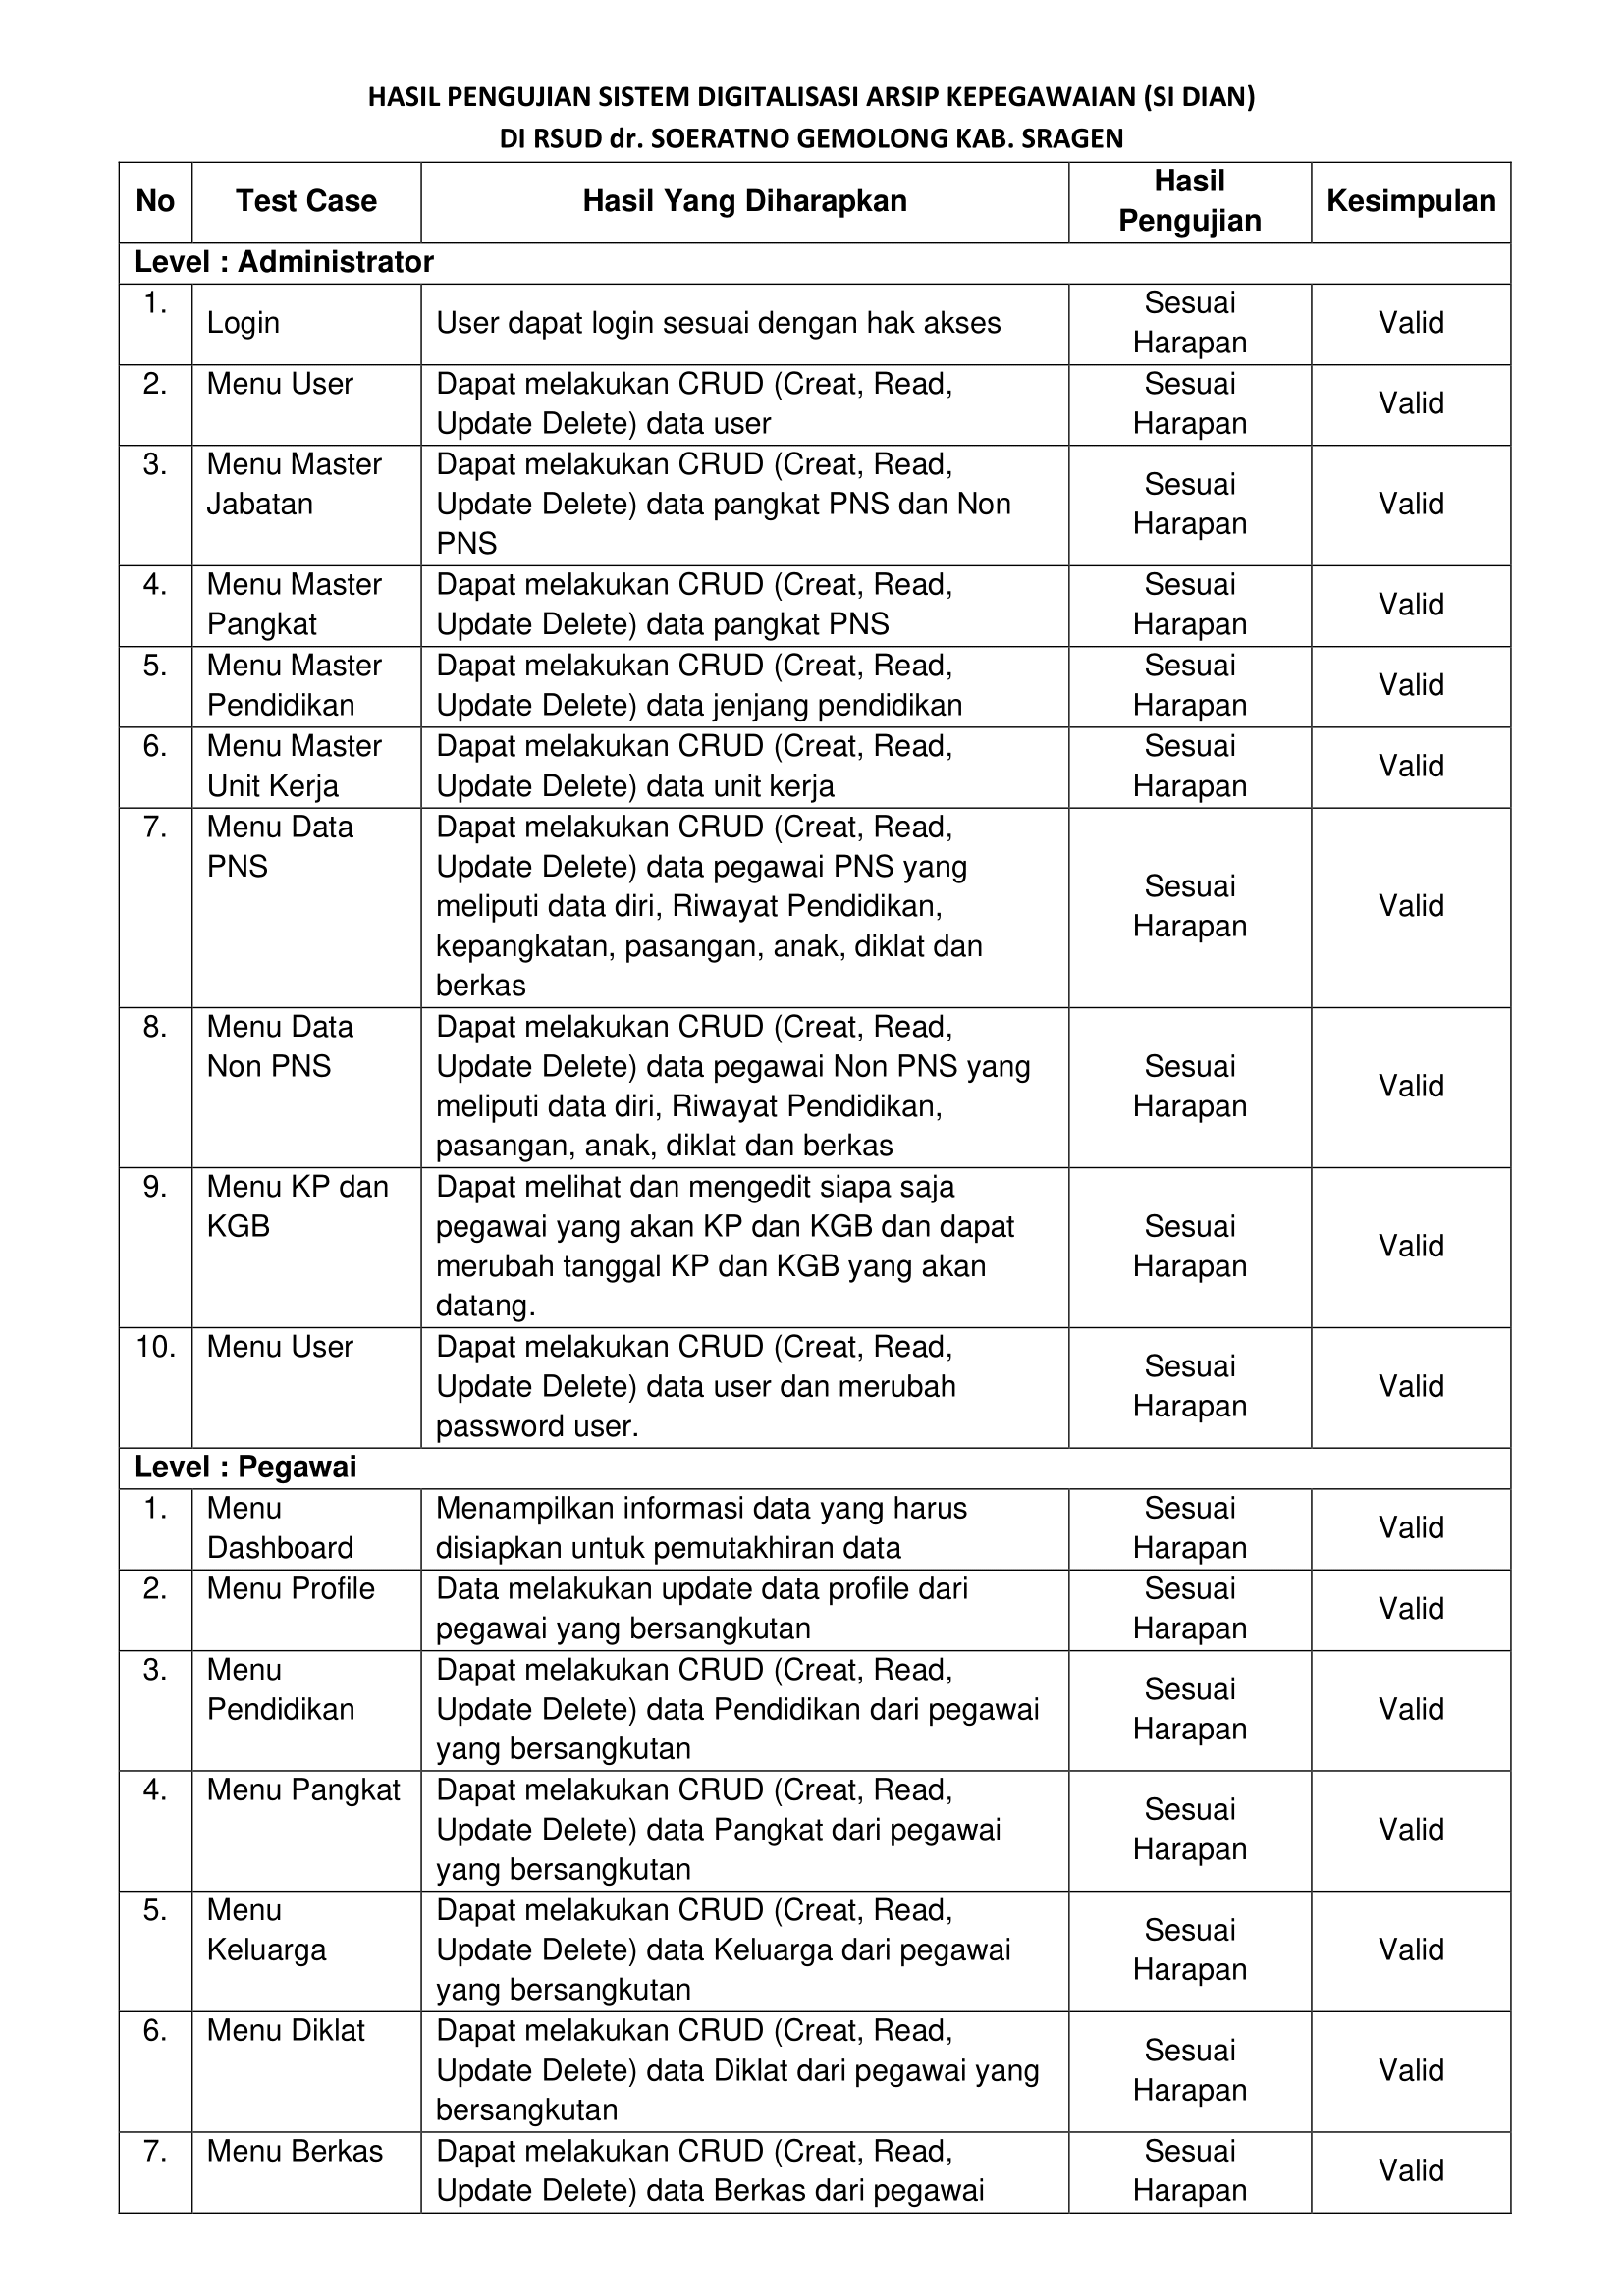 HASIL PENGUJIAN SISTEM DIGITALISASI ARSIP KEPEGAWAIAN (SI DIAN)
DI RSUD dr. SOERATNO GEMOLONG KAB. SRAGEN
No
Test Case
Hasil Yang Diharapkan
Hasil
Pengujian
Kesimpulan
Level : Administrator
1.
Login
User dapat login sesuai dengan hak akses
Sesuai
Harapan
Valid
2.
Menu User
Dapat melakukan CRUD (Creat, Read,
Update Delete) data user
Sesuai
Harapan
Valid
3.
Menu Master
Jabatan
Dapat melakukan CRUD (Creat, Read,
Update Delete) data pangkat PNS dan Non
PNS
Sesuai
Harapan
Valid
4.
Menu Master
Pangkat
Dapat melakukan CRUD (Creat, Read,
Update Delete) data pangkat PNS
Sesuai
Harapan
Valid
5.
Menu Master
Pendidikan
Dapat melakukan CRUD (Creat, Read,
Update Delete) data jenjang pendidikan
Sesuai
Harapan
Valid
6.
Menu Master
Unit Kerja
Dapat melakukan CRUD (Creat, Read,
Update Delete) data unit kerja
Sesuai
Harapan
Valid
7.
Menu Data
PNS
Dapat melakukan CRUD (Creat, Read,
Update Delete) data pegawai PNS yang
meliputi data diri, Riwayat Pendidikan,
kepangkatan, pasangan, anak, diklat dan
berkas
Sesuai
Harapan
Valid
8.
Menu Data
Non PNS
Dapat melakukan CRUD (Creat, Read,
Update Delete) data pegawai Non PNS yang
meliputi data diri, Riwayat Pendidikan,
pasangan, anak, diklat dan berkas
Sesuai
Harapan
Valid
9.
Menu KP dan
KGB
Dapat melihat dan mengedit siapa saja
pegawai yang akan KP dan KGB dan dapat
merubah tanggal KP dan KGB yang akan
datang.
Sesuai
Harapan
Valid
10.
Menu User
Dapat melakukan CRUD (Creat, Read,
Update Delete) data user dan merubah
password user.
Sesuai
Harapan
Valid
Level : Pegawai
1.
Menu
Dashboard
Menampilkan informasi data yang harus
disiapkan untuk pemutakhiran data
Sesuai
Harapan
Valid
2.
Menu Profile
Data melakukan update data profile dari
pegawai yang bersangkutan
Sesuai
Harapan
Valid
3.
Menu
Pendidikan
Dapat melakukan CRUD (Creat, Read,
Update Delete) data Pendidikan dari pegawai
yang bersangkutan
Sesuai
Harapan
Valid
4.
Menu Pangkat
Dapat melakukan CRUD (Creat, Read,
Update Delete) data Pangkat dari pegawai
yang bersangkutan
Sesuai
Harapan
Valid
5.
Menu
Keluarga
Dapat melakukan CRUD (Creat, Read,
Update Delete) data Keluarga dari pegawai
yang bersangkutan
Sesuai
Harapan
Valid
6.
Menu Diklat
Dapat melakukan CRUD (Creat, Read,
Update Delete) data Diklat dari pegawai yang
bersangkutan
Sesuai
Harapan
Valid
7.
Menu Berkas
Dapat melakukan CRUD (Creat, Read,
Update Delete) data Berkas dari pegawai
Sesuai
Harapan
Valid